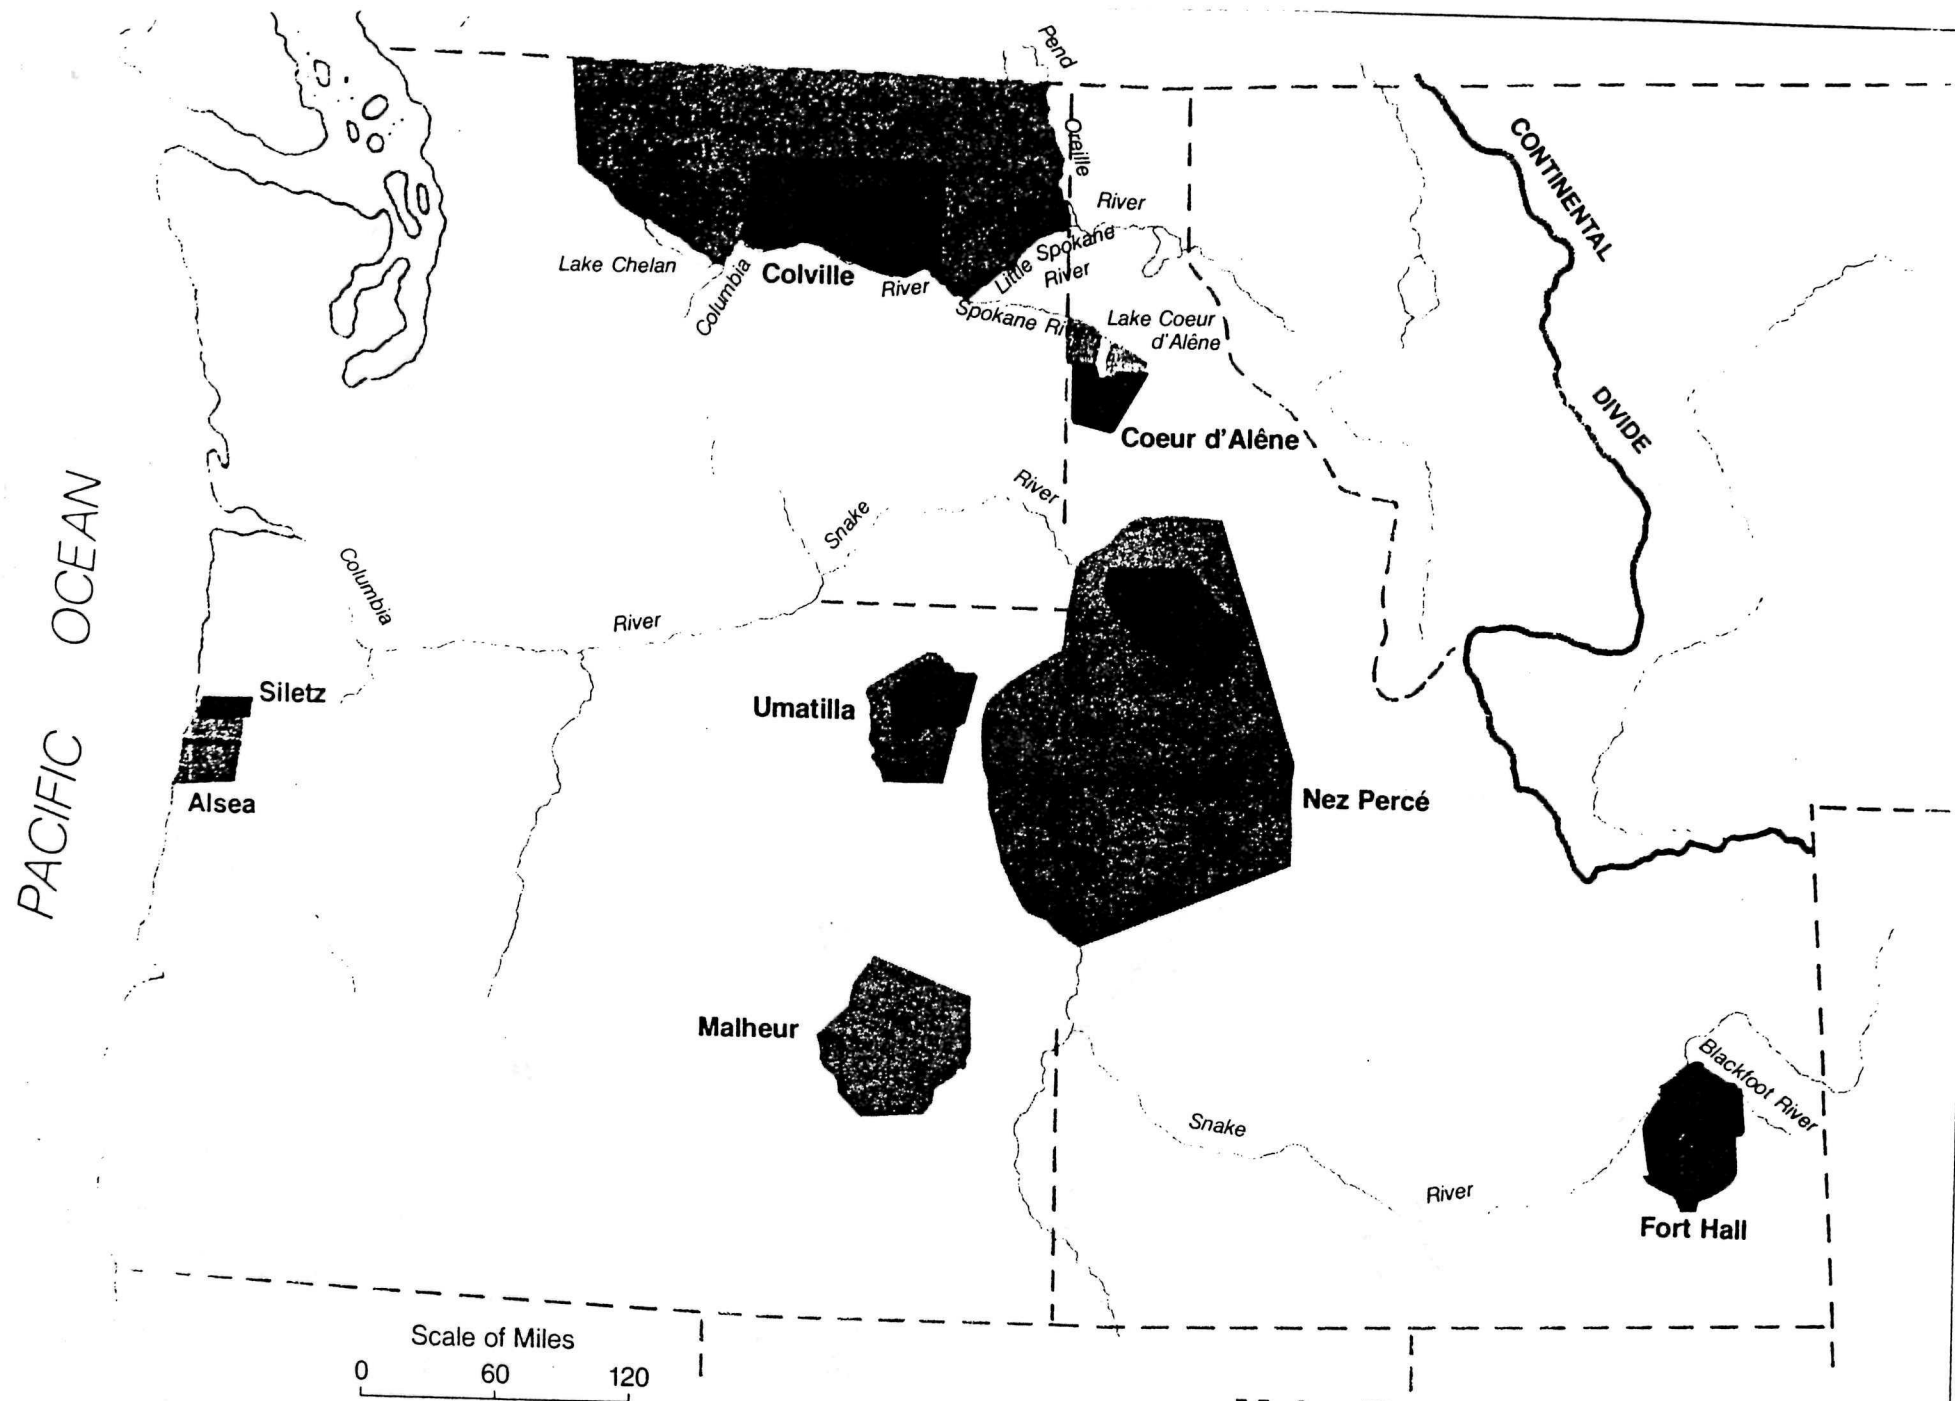 Pend
Oreille
River
CONTINENTAL
DIVIDE
Little Spokane
River
Lake Chelan
Columbia
Colville
River
Spokane Ri
Lake Coeur
d'Alêne
Coeur d'Alêne
PACIFIC OCEAN
Snake
River
Columbia
River
Siletz
Alsea
Umatilla
Nez Percé
Malheur
Blackfoot River
Snake
River
Fort Hall
Scale of Miles
0 60 120